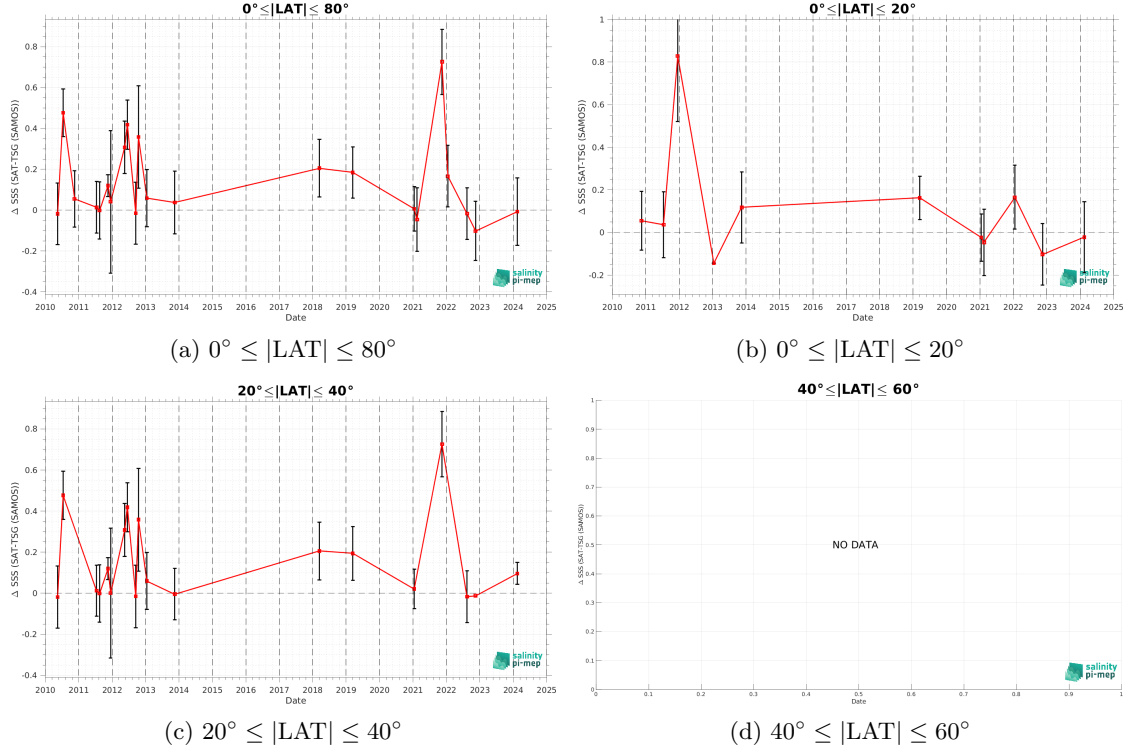 0°≤|LAT|≤ 80°
Δ SSS (SAT-TSG (SAMOS))
0.8
0.6
0.4
0.2
0
-0.2
-0.4
2010 2011 2012 2013 2014 2015 2016 2017 2018 2019 2020 2021 2022 2023 2024 2025
Date
salinity
pi-mep
(a) 0° ≤ |LAT| ≤ 80°
0°≤|LAT|≤ 20°
Δ SSS (SAT-TSG (SAMOS))
1
0.8
0.6
0.4
0.2
0
-0.2
2010 2011 2012 2013 2014 2015 2016 2017 2018 2019 2020 2021 2022 2023 2024 2025
Date
salinity
pi-mep
(b) 0° ≤ |LAT| ≤ 20°
20°≤|LAT|≤ 40°
Δ SSS (SAT-TSG (SAMOS))
0.8
0.6
0.4
0.2
0
-0.2
-0.4
2010 2011 2012 2013 2014 2015 2016 2017 2018 2019 2020 2021 2022 2023 2024 2025
Date
salinity
pi-mep
(c) 20° ≤ |LAT| ≤ 40°
40°≤|LAT|≤ 60°
Δ SSS (SAT-TSG (SAMOS))
1
0.9
0.8
0.7
0.6
0.5
0.4
0.3
0.2
0.1
0
NO DATA
0 0.1 0.2 0.3 0.4 0.5 0.6 0.7 0.8 0.9 1
Date
salinity
pi-mep
(d) 40° ≤ |LAT| ≤ 60°